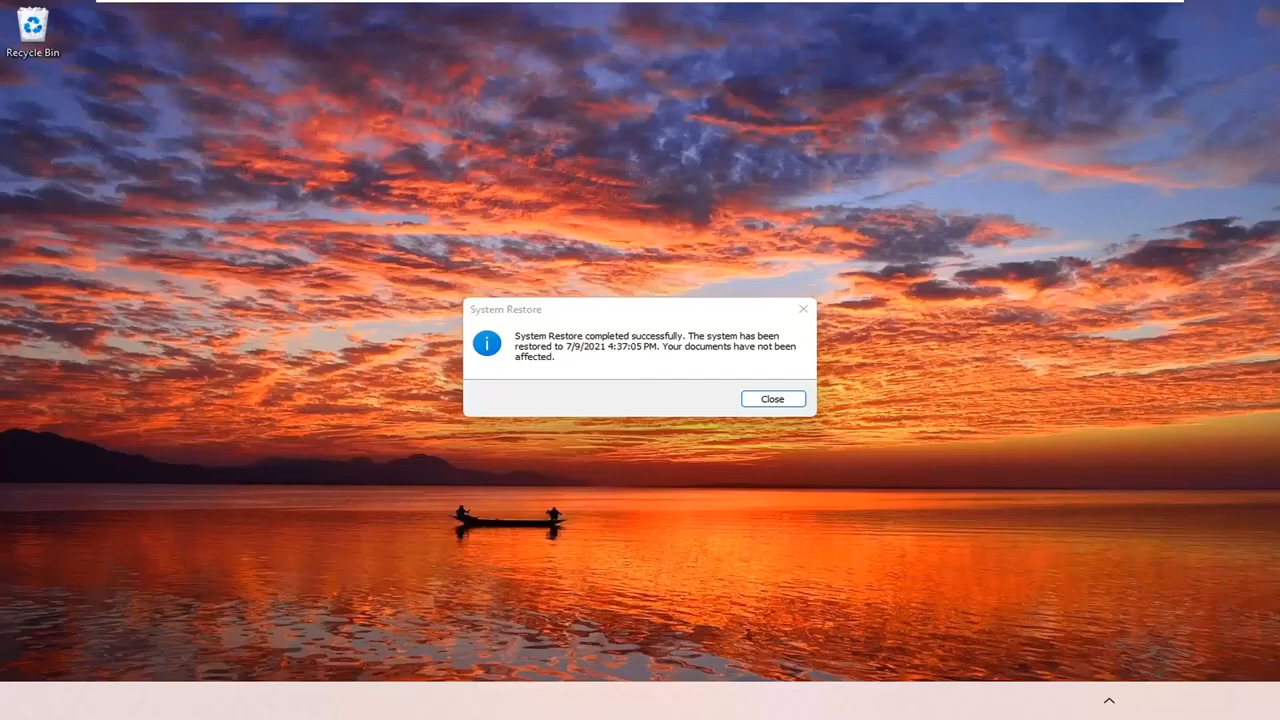 Recycle Bin
System Restore
System Restore completed successfully. The system has been
restored to 7/9/2021 4:37:05 PM. Your documents have not been
affected.
Close